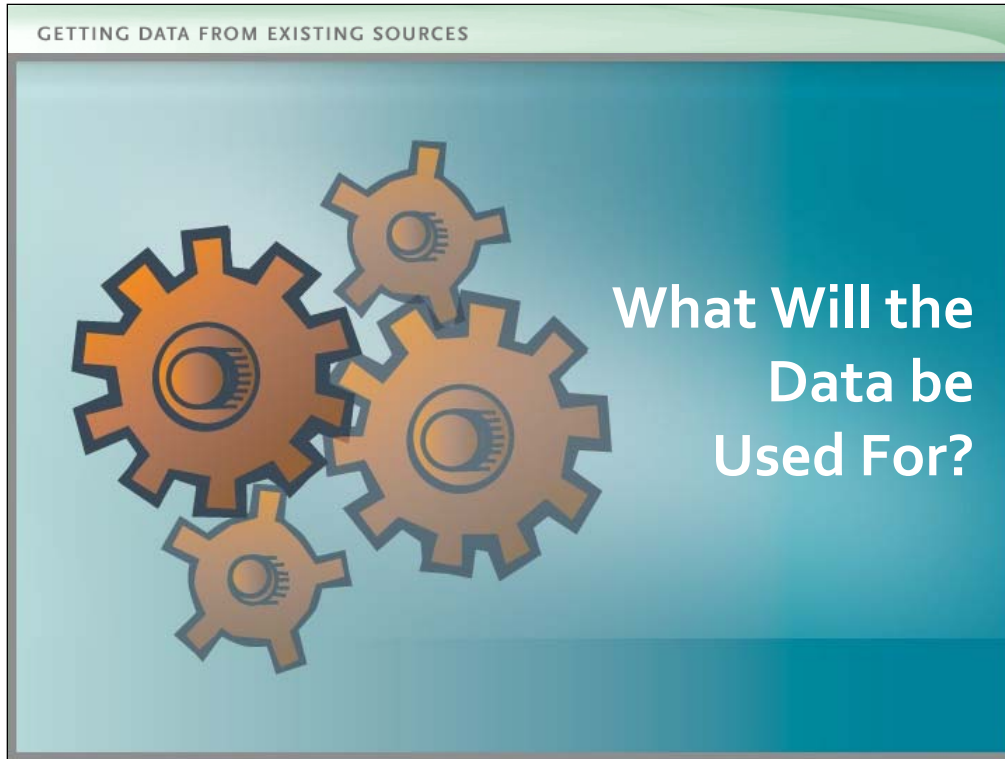 GETTING DATA FROM EXISTING SOURCES
What Will the
Data be
Used For?